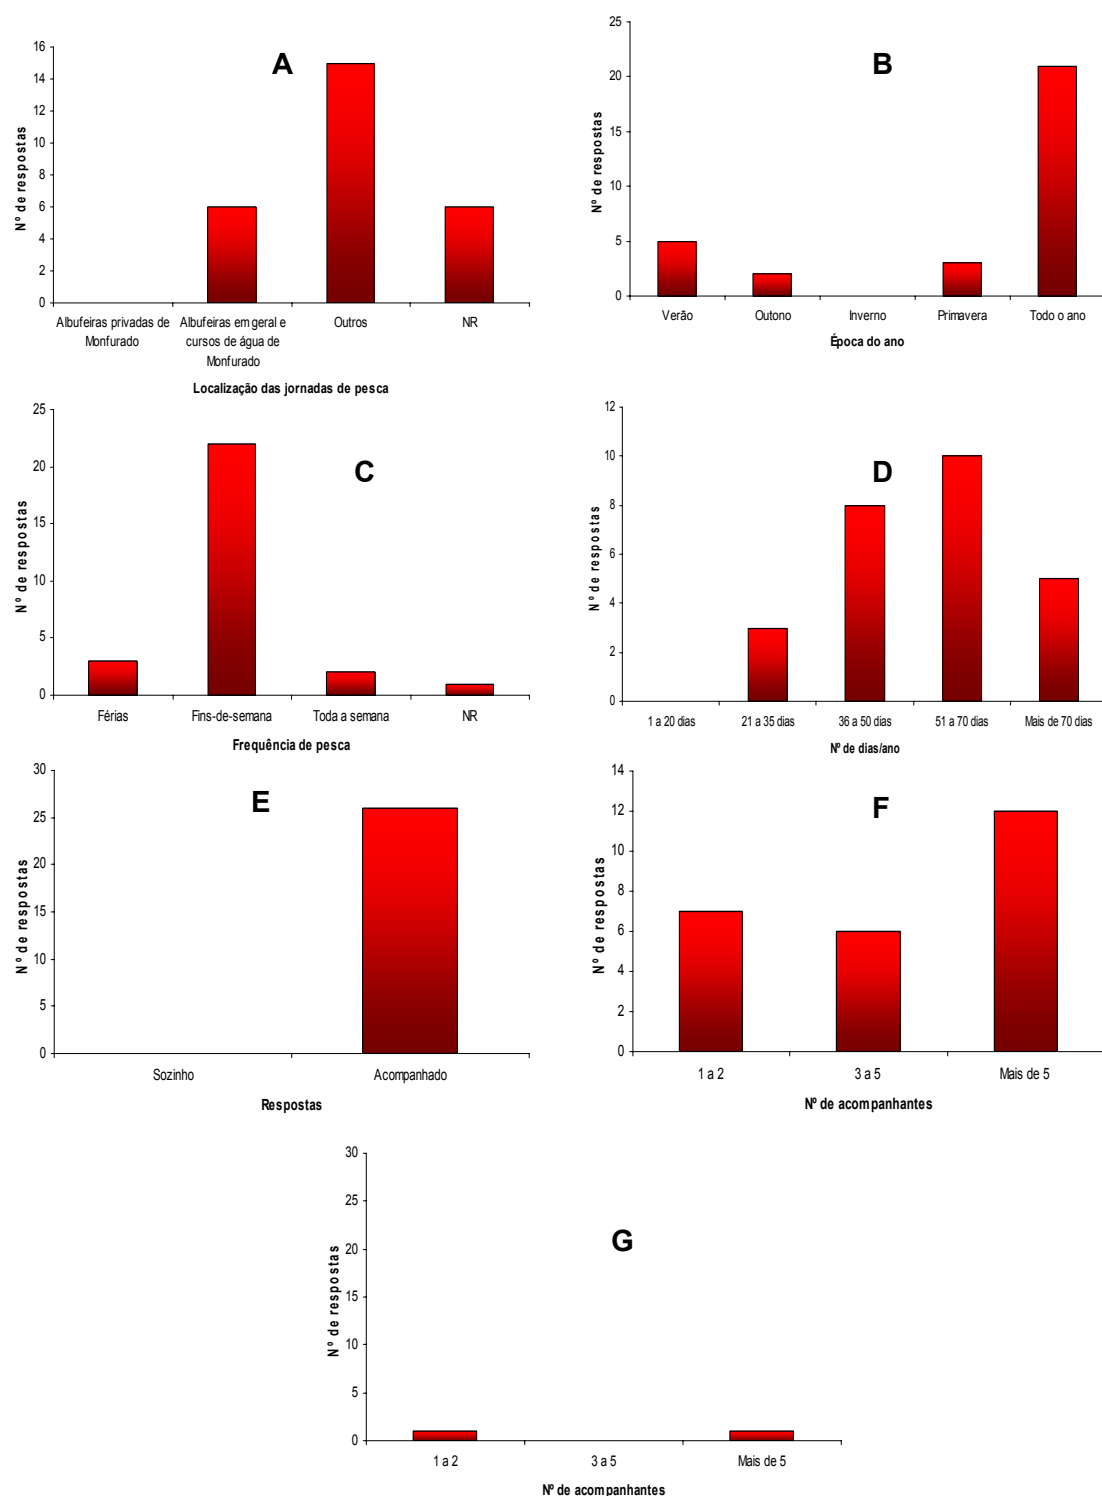 A
Nº de respostas
16
14
12
10
8
6
4
2
0
Albufeiras privadas de
Monfurado
Albufeiras em geral e
cursos de água de
Monfurado
Outros
NR
Localização das jornadas de pesca
B
Nº de respostas
25
20
15
10
5
0
Verão
Outono
Inverno
Primavera
Todo o ano
Época do ano
C
Nº de respostas
25
20
15
10
5
0
Férias
Fins-de-semana
Toda a semana
NR
Frequência de pesca
D
Nº de respostas
12
10
8
6
4
2
0
1 a 20 dias
21 a 35 dias
36 a 50 dias
51 a 70 dias
Mais de 70 dias
Nº de dias/ano
E
Nº de respostas
30
25
20
15
10
5
0
Sozinho
Acompanhado
Respostas
F
Nº de respostas
14
12
10
8
6
4
2
0
1 a 2
3 a 5
Mais de 5
Nº de acompanhantes
G
Nº de respostas
30
25
20
15
10
5
0
1 a 2
3 a 5
Mais de 5
Nº de acompanhantes